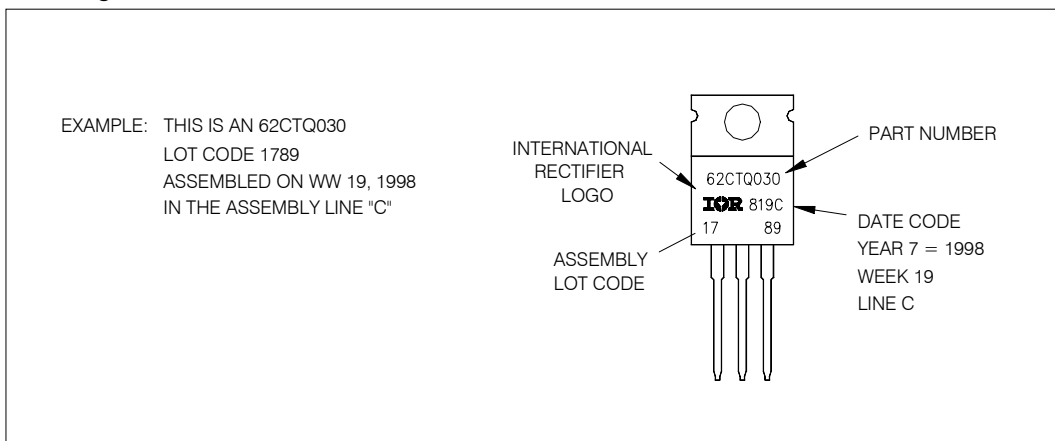 EXAMPLE: THIS IS AN 62CTQ030
LOT CODE 1789
ASSEMBLED ON WW 19, 1998
IN THE ASSEMBLY LINE "C"
INTERNATIONAL
RECTIFIER
LOGO
ASSEMBLY
LOT CODE
62CTQ030
IOR 819C
17 89
PART NUMBER
DATE CODE
YEAR 7 = 1998
WEEK 19
LINE C